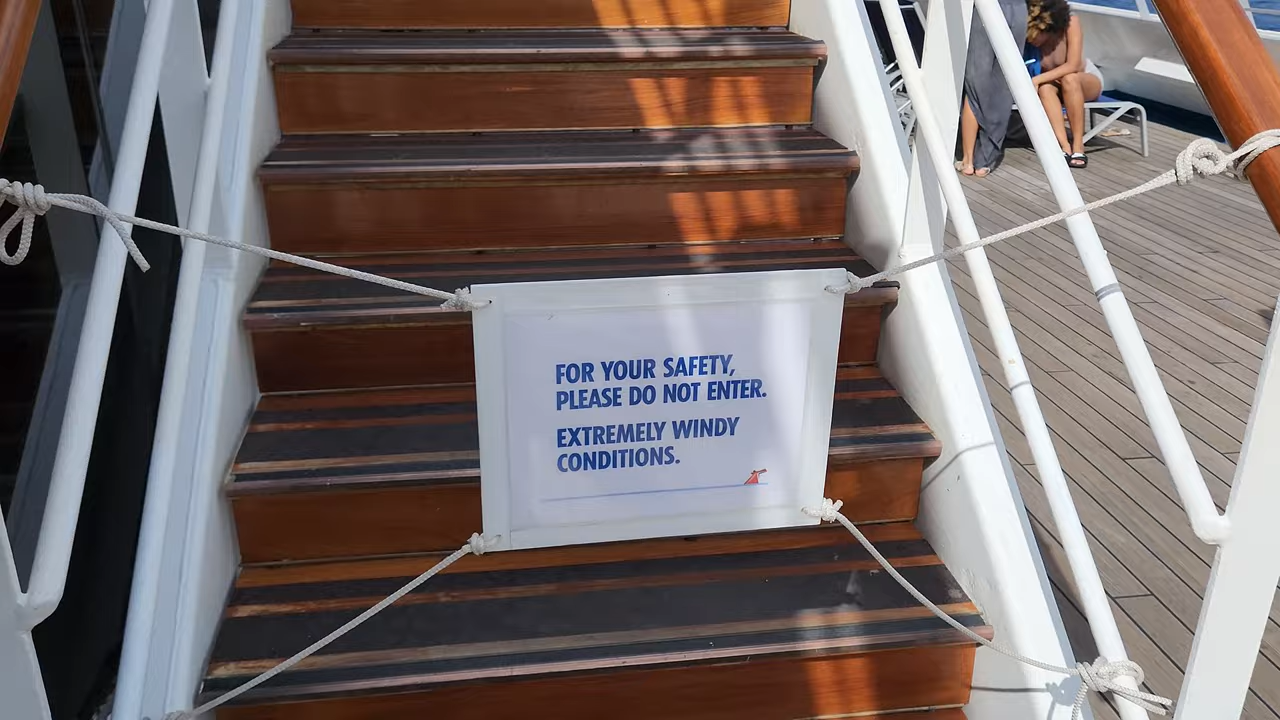 FOR YOUR SAFETY,
PLEASE DO NOT ENTER.
EXTREMELY WINDY
CONDITIONS.